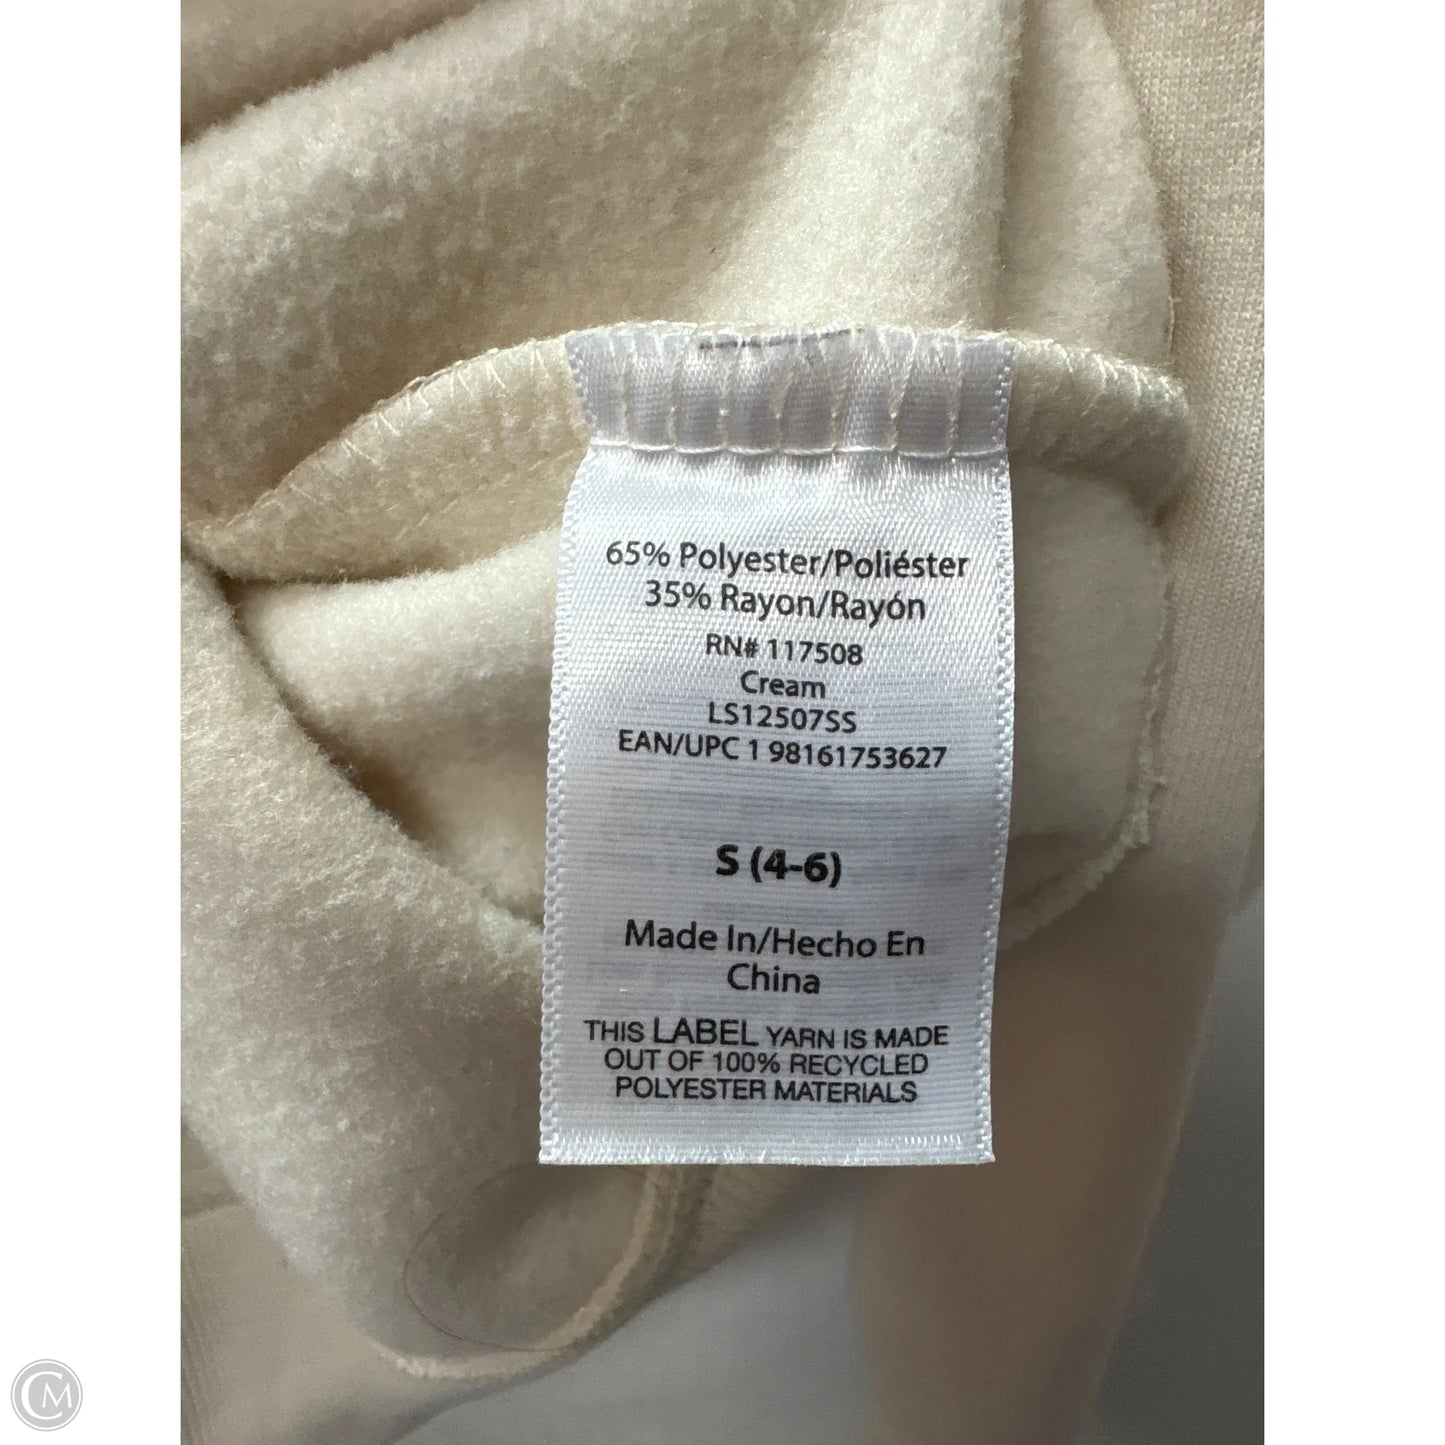 65% Polyester/Poliéster
35% Rayon/Rayón
RN# 117508
Cream
LS12507SS
EAN/UPC 1 98161753627
S (4-6)
Made In/Hecho En
China
THIS LABEL YARN IS MADE
OUT OF 100% RECYCLED
POLYESTER MATERIALS
CM